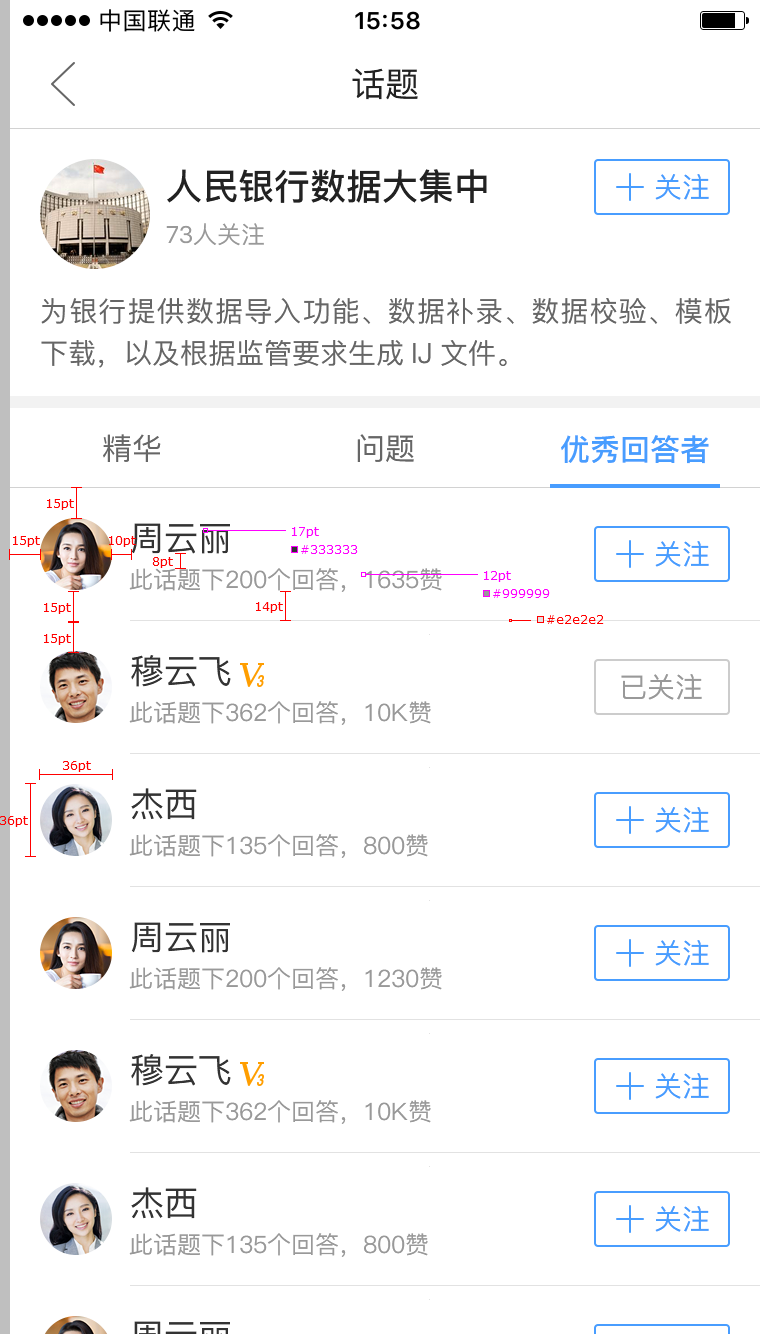 中国联通 15:58
话题
人民银行数据大集中
+ 关注
73人关注
为银行提供数据导入功能、数据补录、数据校验、模板
下载，以及根据监管要求生成 IJ 文件。
精华 问题 优秀回答者
15pt
15pt
10pt
周云丽
17pt
#333333
8pt
此话题下200个回答，1635赞
12pt
#999999
+ 关注
15pt
14pt
#e2e2e2
15pt
穆云飞 V3
此话题下362个回答，10K赞
已关注
36pt
36pt
杰西
此话题下135个回答，800赞
+ 关注
周云丽
此话题下200个回答，1230赞
+ 关注
穆云飞 V3
此话题下362个回答，10K赞
+ 关注
杰西
此话题下135个回答，800赞
+ 关注
周云丽